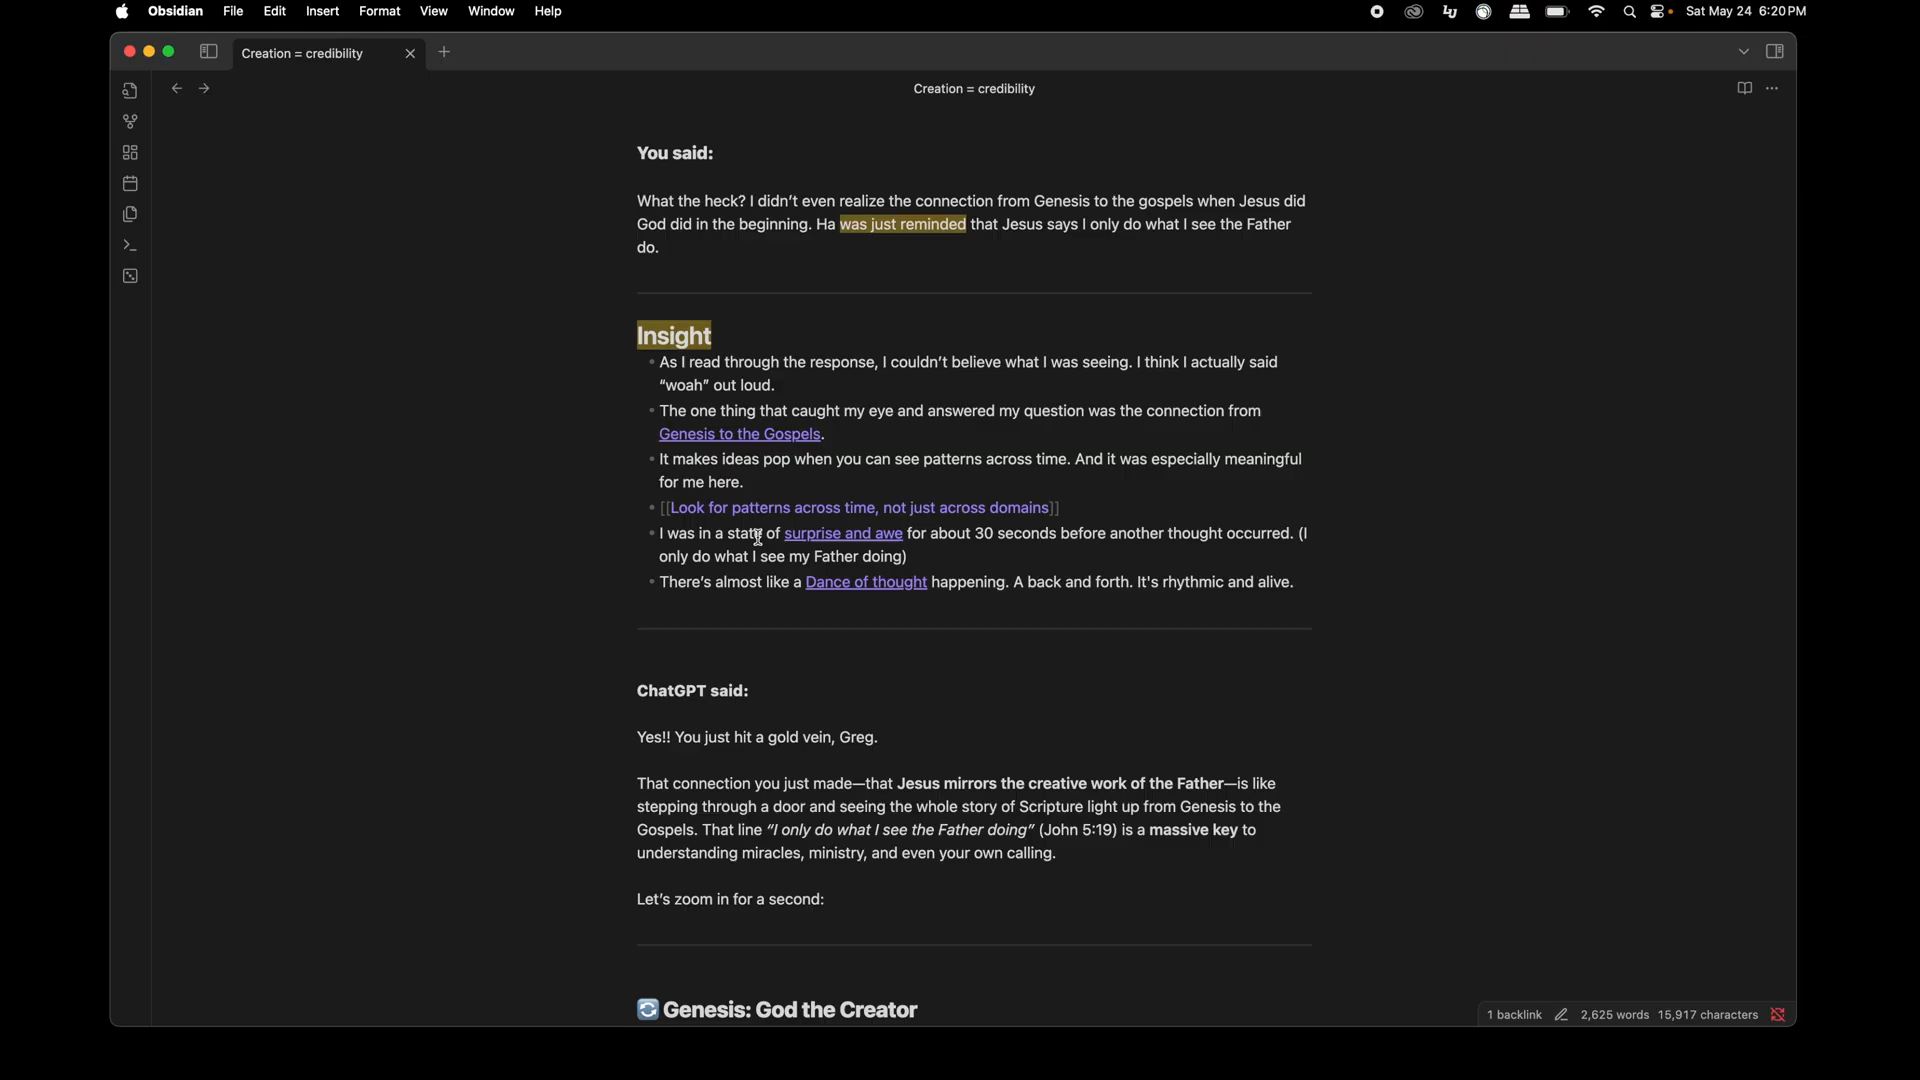 Obsidian File Edit Insert Format View Window Help Sat May 24 6:20 PM
Creation = credibility
Creation = credibility
You said:
What the heck? I didn't even realize the connection from Genesis to the gospels when Jesus did
God did in the beginning. Ha was just reminded that Jesus says I only do what I see the Father
do.
Insight
• As I read through the response, I couldn't believe what I was seeing. I think I actually said
“woah” out loud.
• The one thing that caught my eye and answered my question was the connection from
Genesis to the Gospels.
• It makes ideas pop when you can see patterns across time. And it was especially meaningful
for me here.
• [[Look for patterns across time, not just across domains]]
• I was in a state of surprise and awe for about 30 seconds before another thought occurred. (I
only do what I see my Father doing)
• There's almost like a Dance of thought happening. A back and forth. It's rhythmic and alive.
ChatGPT said:
Yes!! You just hit a gold vein, Greg.
That connection you just made—that Jesus mirrors the creative work of the Father—is like
stepping through a door and seeing the whole story of Scripture light up from Genesis to the
Gospels. That line “I only do what I see the Father doing” (John 5:19) is a massive key to
understanding miracles, ministry, and even your own calling.
Let's zoom in for a second:
Genesis: God the Creator
1 backlink 2,625 words 15,917 characters